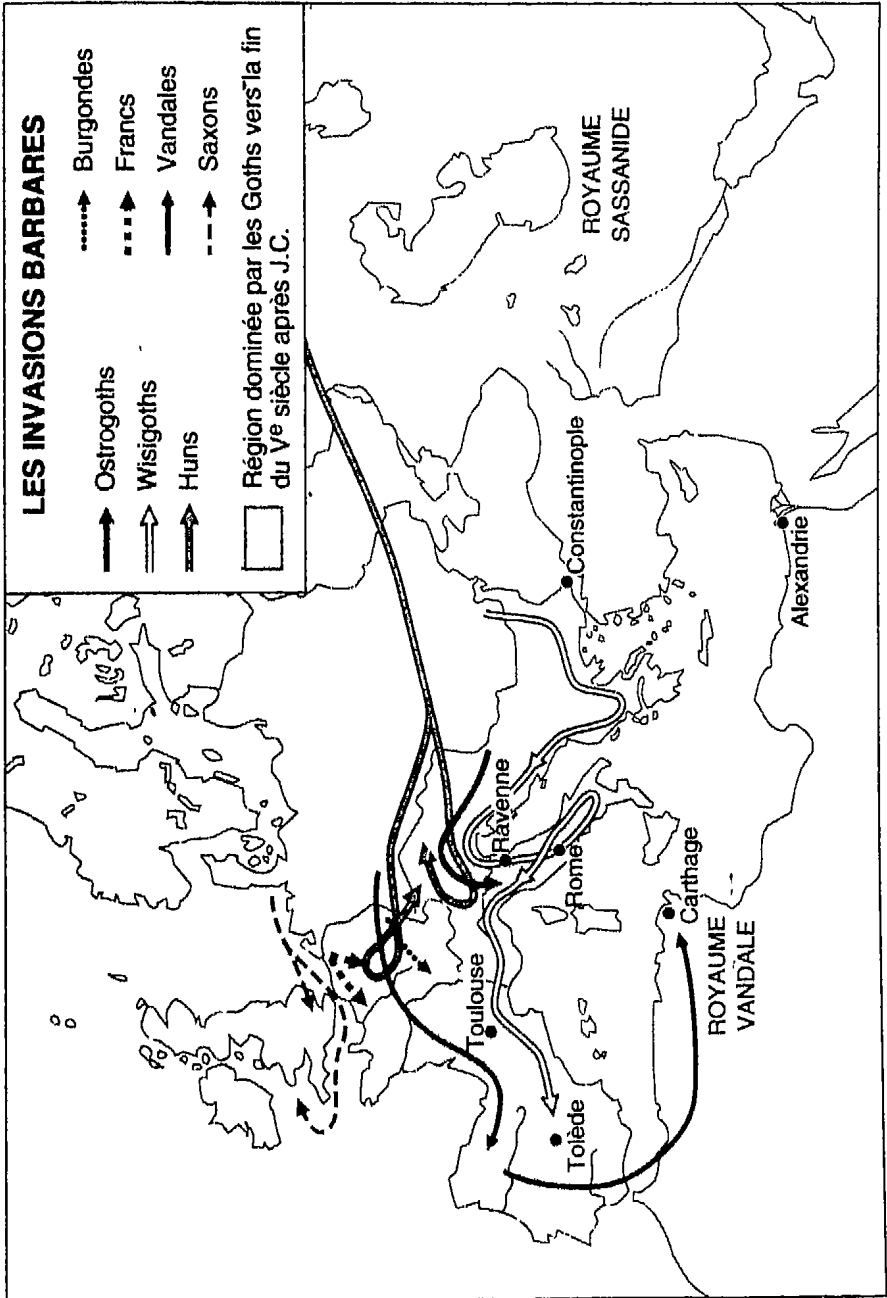 LES INVASIONS BARBARES
Ostrogoths
Wisigoths
Huns
Burgondes
Francs
Vandales
Saxons
Région dominée par les Goths vers la fin
du Ve siècle après J.C.
ROYAUME
SASSANIDE
Constantinople
Alexandrie
Ravenne
Rome
Carthage
ROYAUME
VANDALE
Toulouse
Tolède